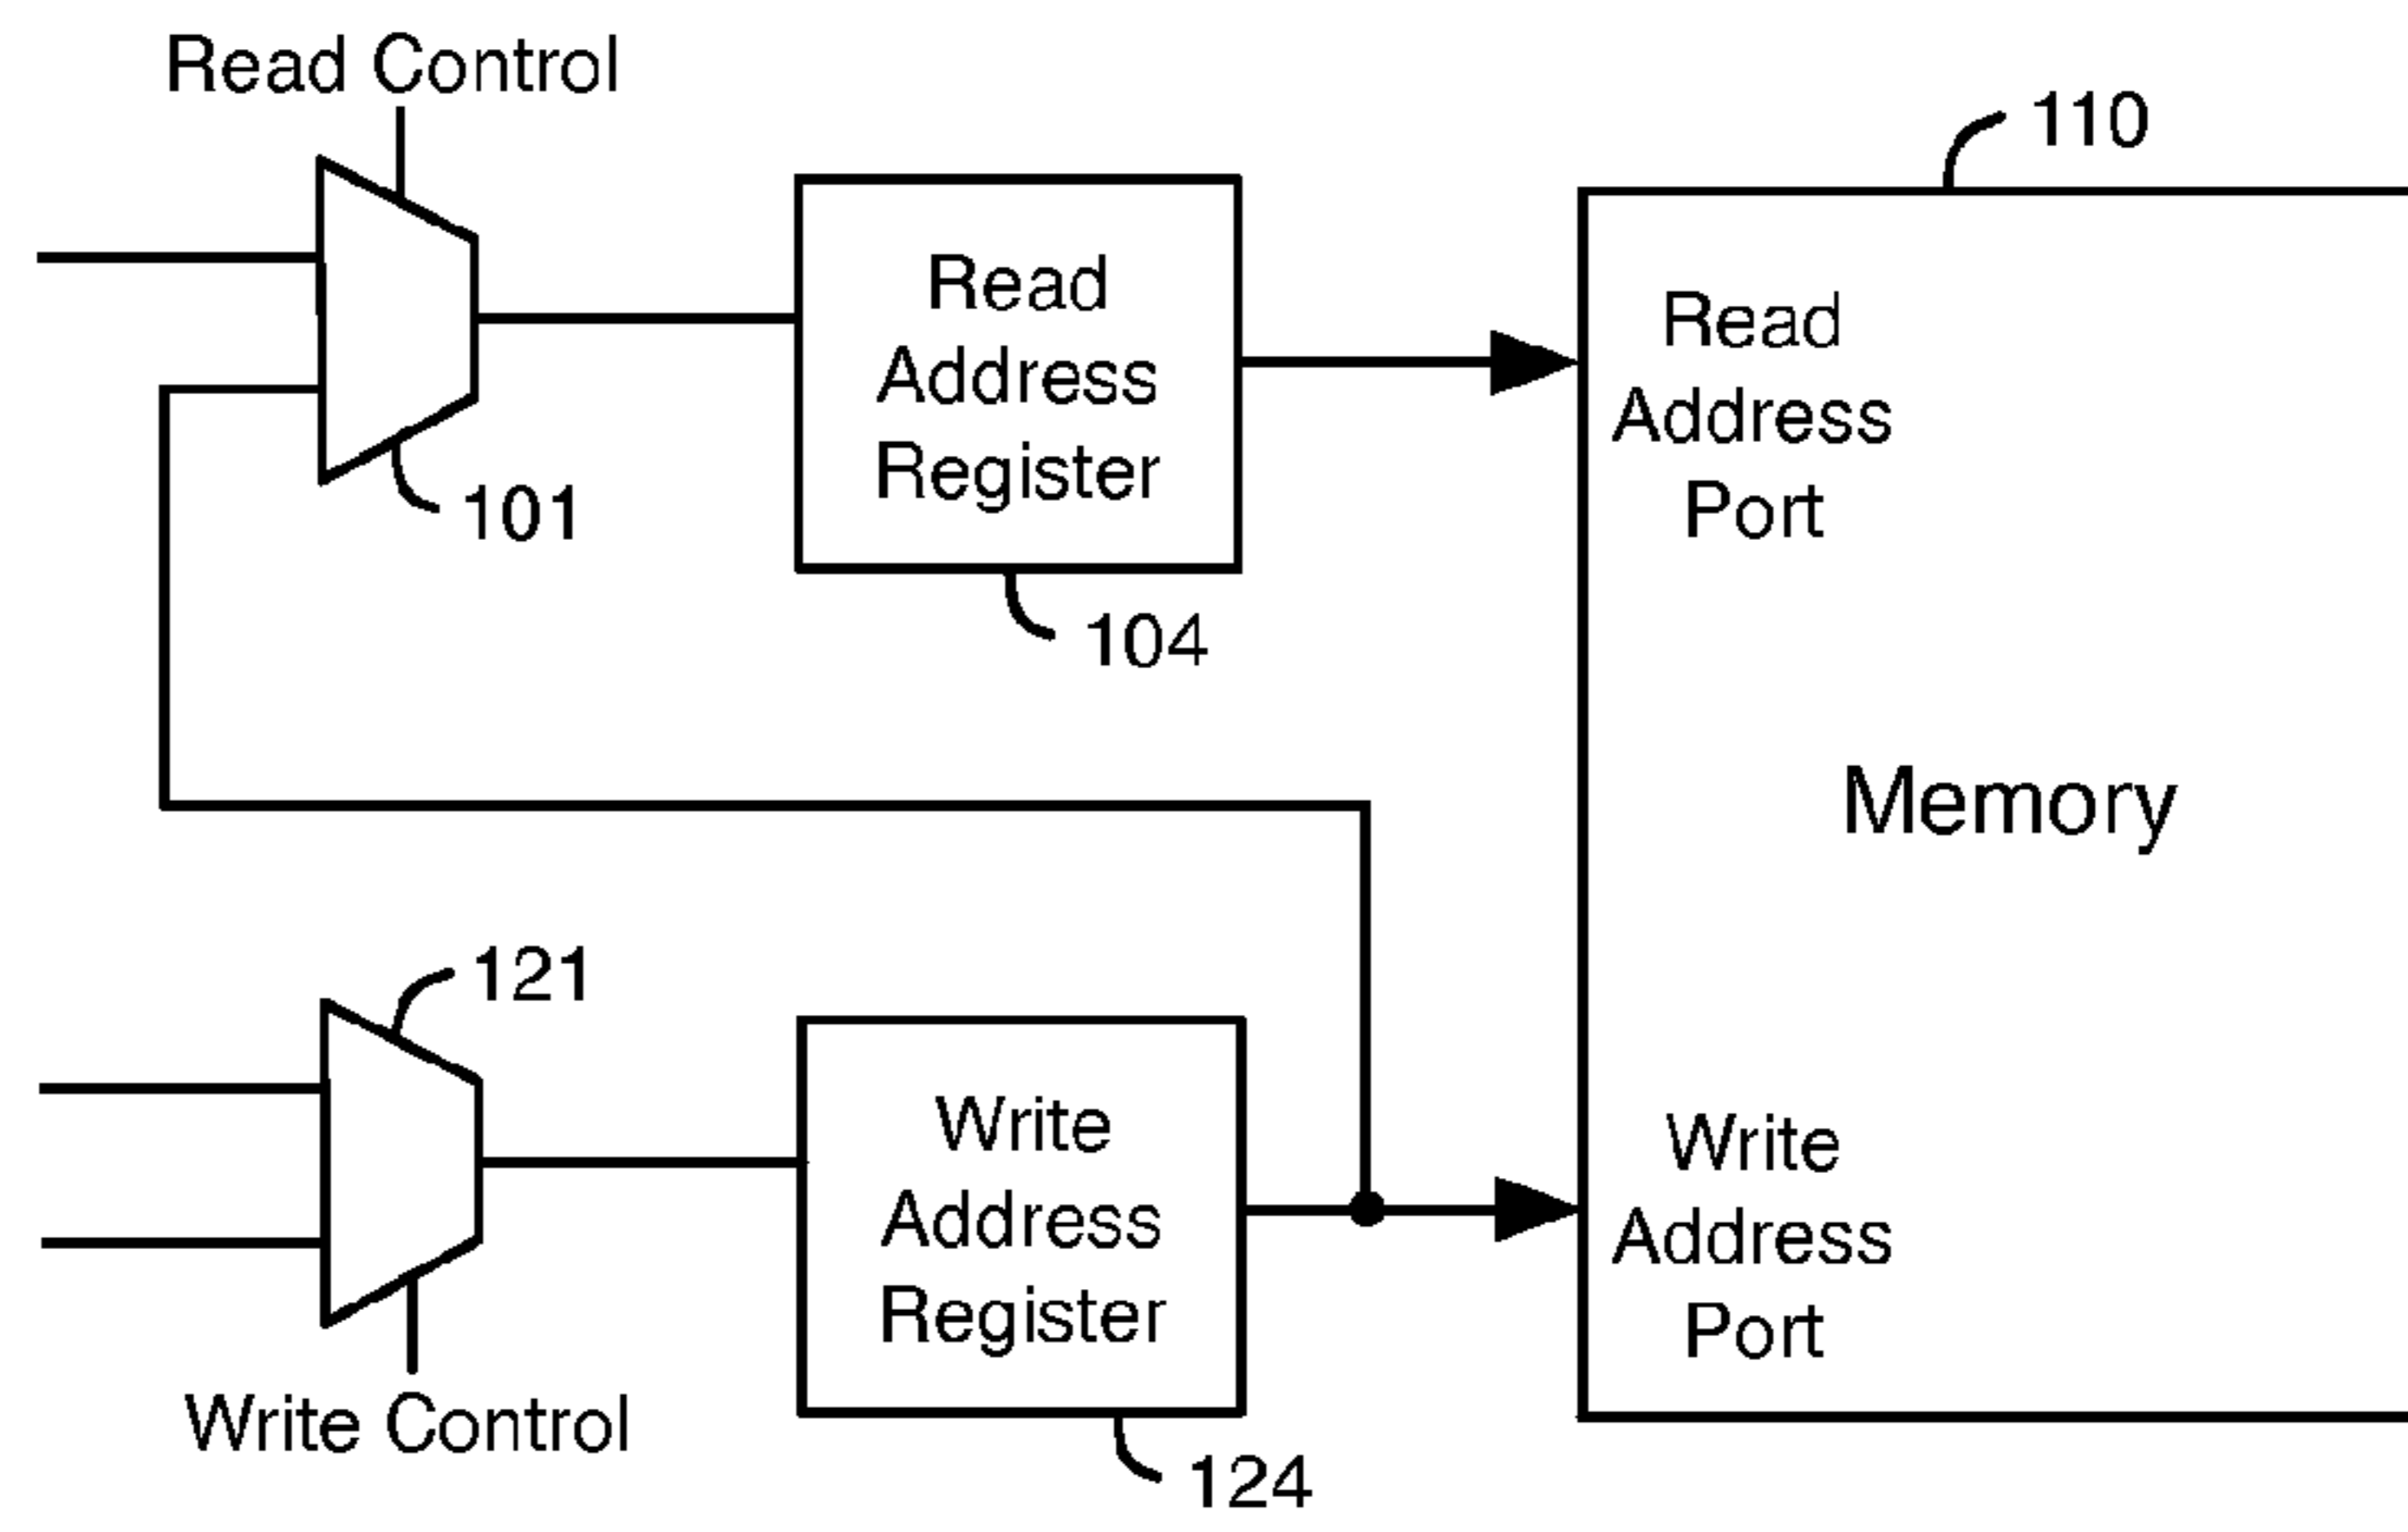 Read Control
110
Read
Address
Register
Read
Address
Port
101
104
Memory
121
Write
Address
Register
Write
Address
Port
Write Control
124